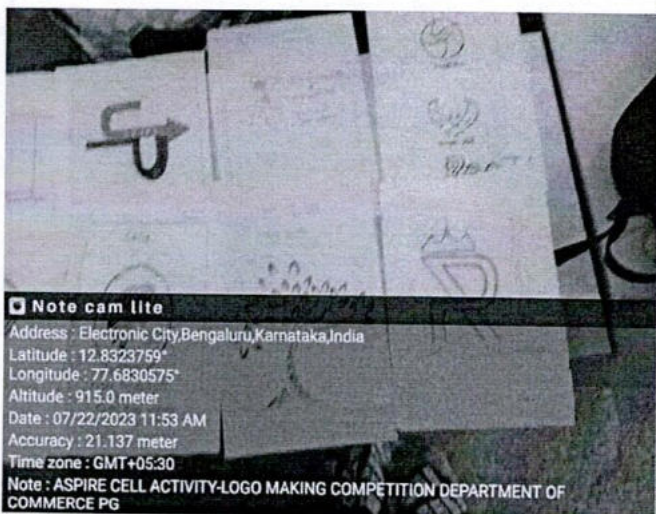 Note cam lite
Address : Electronic City,Bengaluru,Karnataka,India
Latitude : 12.8323759°
Longitude : 77.6830575°
Altitude : 915.0 meter
Date : 07/22/2023 11:53 AM
Accuracy : 21.137 meter
Time zone : GMT+05:30
Note : ASPIRE CELL ACTIVITY-LOGO MAKING COMPETITION DEPARTMENT OF
COMMERCE PG